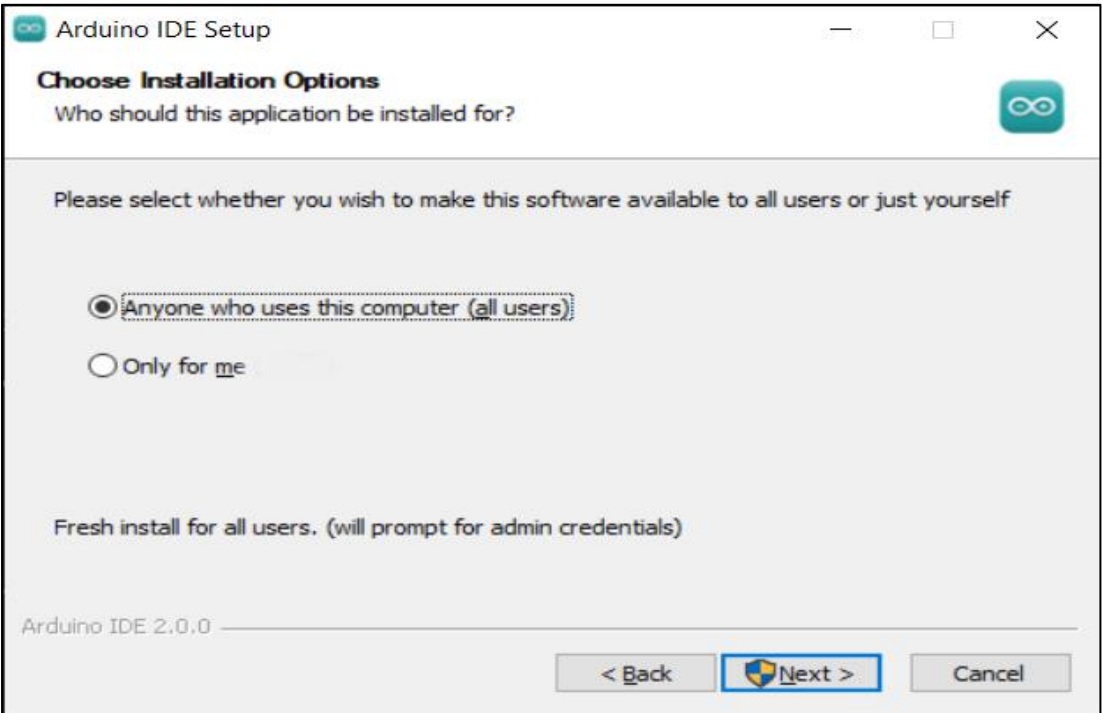 Arduino IDE Setup
Choose Installation Options
Who should this application be installed for?
Please select whether you wish to make this software available to all users or just yourself
Anyone who uses this computer (all users)
Only for me
Fresh install for all users. (will prompt for admin credentials)
Arduino IDE 2.0.0
< Back Next > Cancel